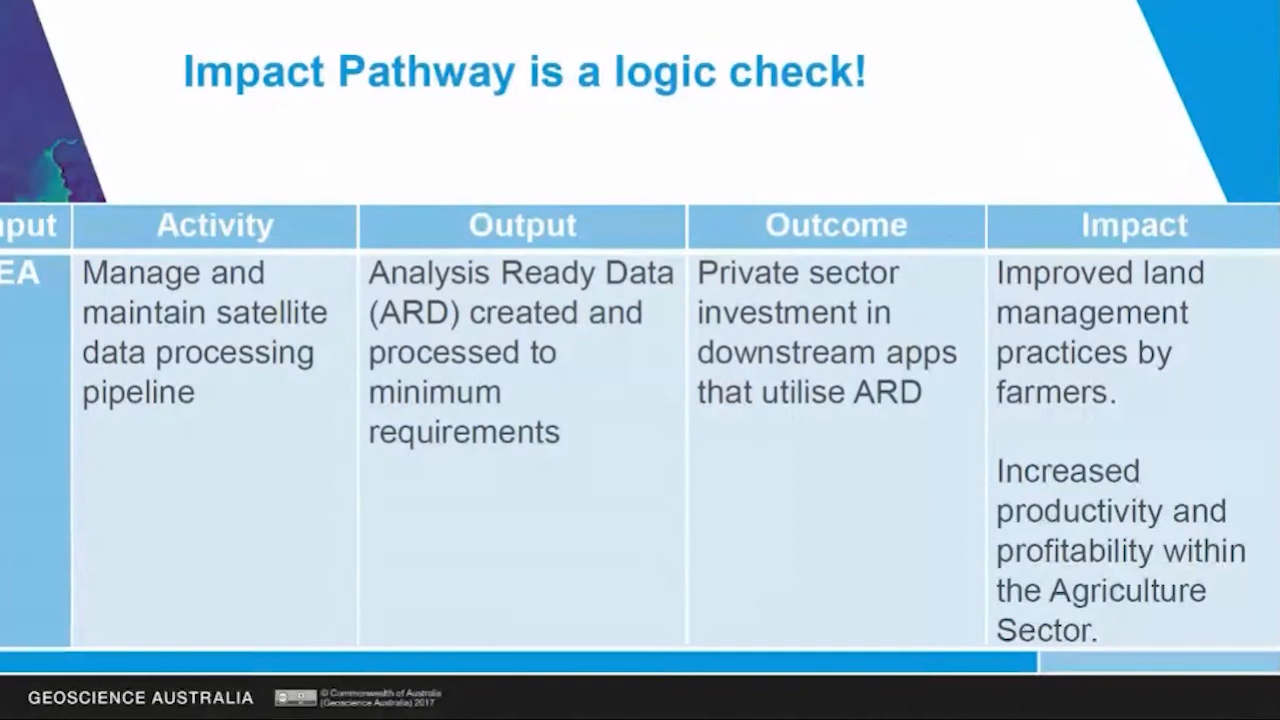 Impact Pathway is a logic check!
nput
Activity
Output
Outcome
Impact
EA
Manage and
maintain satellite
data processing
pipeline
Analysis Ready Data
(ARD) created and
processed to
minimum
requirements
Private sector
investment in
downstream apps
that utilise ARD
Improved land
management
practices by
farmers.
Increased
productivity and
profitability within
the Agriculture
Sector.
GEOSCIENCE AUSTRALIA
© Commonwealth of Australia
(Geoscience Australia) 2017